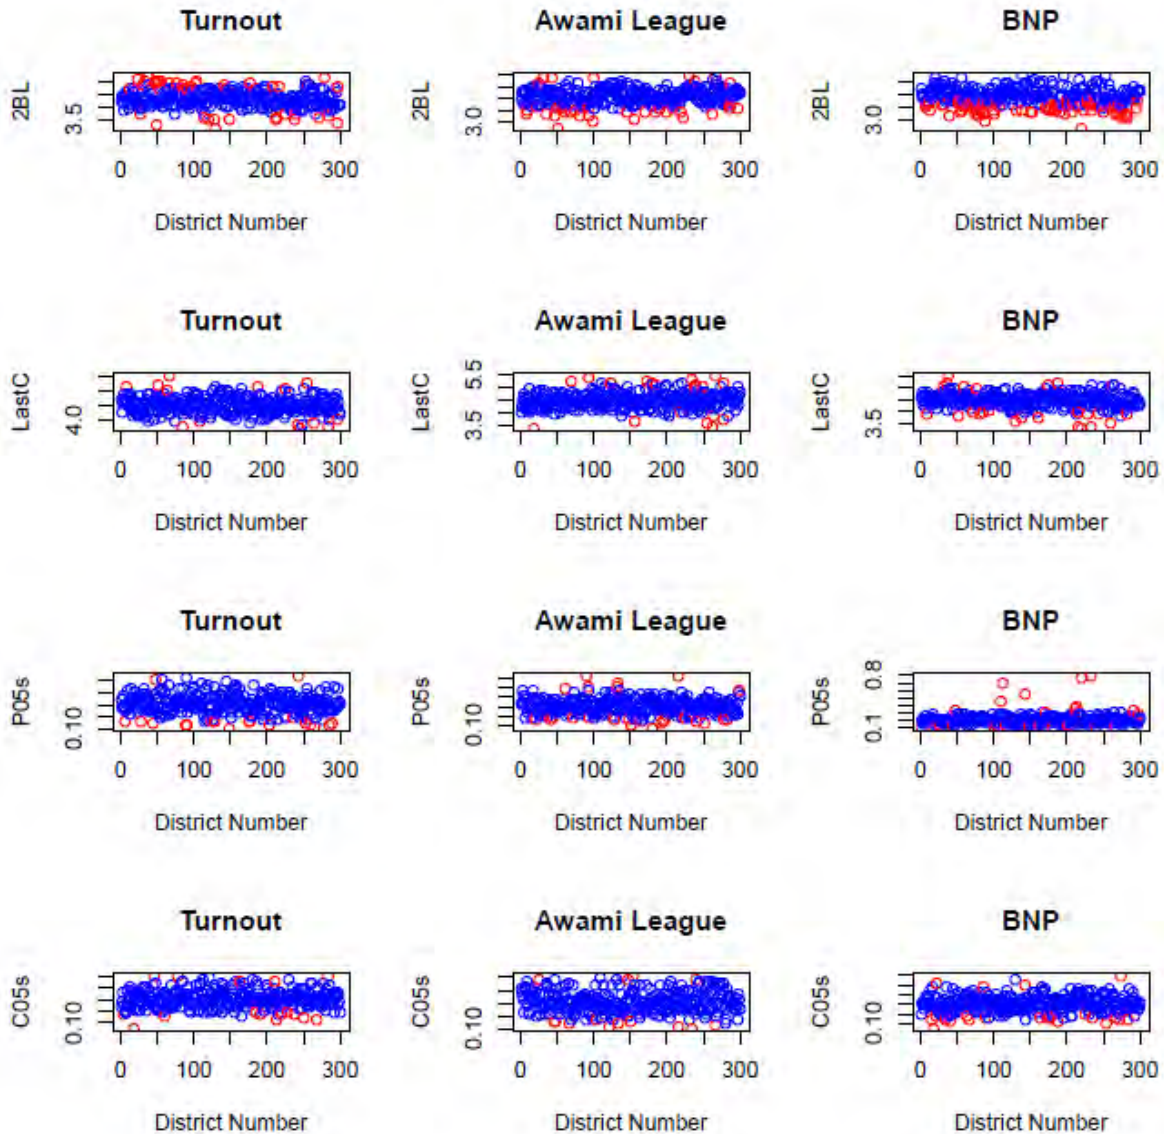 Turnout Awami League BNP
2BL 3.5 2BL 3.0 2BL 3.0
0 100 200 300 0 100 200 300 0 100 200 300
District Number District Number District Number
Turnout Awami League BNP
LastC 4.0 LastC 3.5 5.5 LastC 3.5
0 100 200 300 0 100 200 300 0 100 200 300
District Number District Number District Number
Turnout Awami League BNP
P05s 0.10 P05s 0.10 P05s 0.1 0.8
0 100 200 300 0 100 200 300 0 100 200 300
District Number District Number District Number
Turnout Awami League BNP
C05s 0.10 C05s 0.10 C05s 0.10
0 100 200 300 0 100 200 300 0 100 200 300
District Number District Number District Number